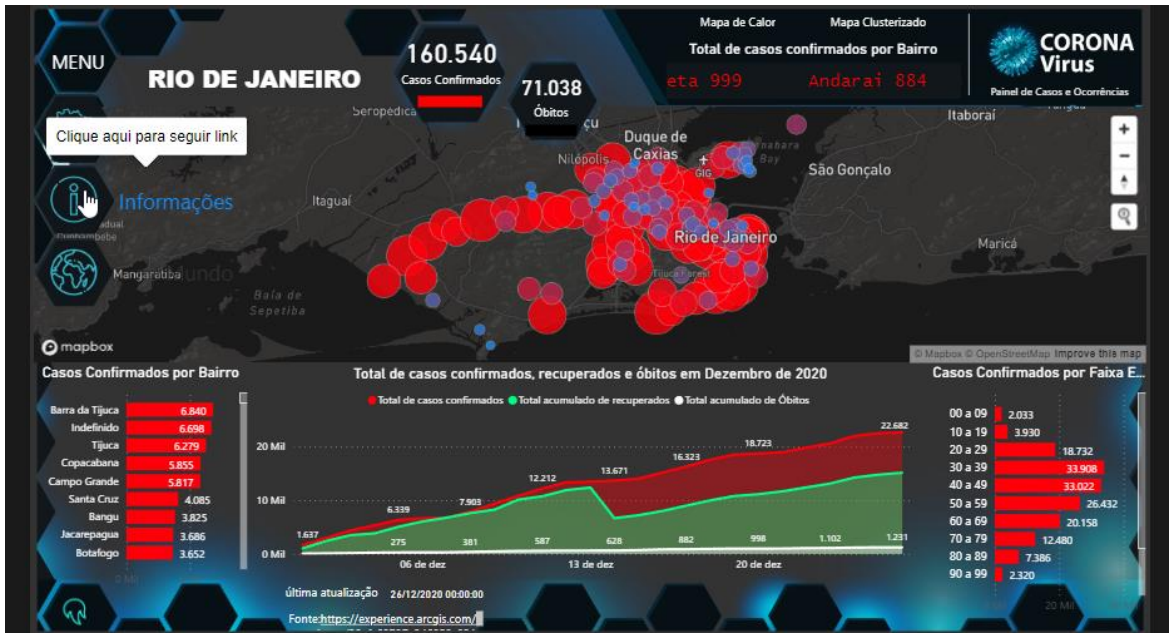 MENU
RIO DE JANEIRO
160.540
Casos Confirmados
71.038
Óbitos
Mapa de Calor
Mapa Clusterizado
Total de casos confirmados por Bairro
eta 999
Andarai 884
CORONA
Virus
Painel de Casos e Ocorrências
Clique aqui para seguir link
Informações
Seropédica
Itaguaí
Mangaratiba
Mundo
Baía de
Sepetiba
Duque de
Caxias
Nilópolis
GIG
Bay
São Gonçalo
Itaboraí
Rio de Janeiro
Tijuca Forest
Maricá
mapbox
© Mapbox © OpenStreetMap Improve this map
Casos Confirmados por Bairro
Barra da Tijuca 6.840
Indefinido 6.698
Tijuca 6.279
Copacabana 5.855
Campo Grande 5.817
Santa Cruz 4.085
Bangu 3.825
Jacarepagua 3.686
Botafogo 3.652
0 Mil
Total de casos confirmados, recuperados e óbitos em Dezembro de 2020
Total de casos confirmados Total acumulado de recuperados Total acumulado de Óbitos
20 Mil
10 Mil
0 Mil
1.637 6.339 7.903 12.212 13.671 16.323 18.723 22.682
275 381 587 628 882 998 1.102 1.231
06 de dez 13 de dez 20 de dez
última atualização 26/12/2020 00:00:00
Fonte:https://experience.arcgis.com/
Casos Confirmados por Faixa E...
00 a 09 2.033
10 a 19 3.930
20 a 29 18.732
30 a 39 33.908
40 a 49 33.022
50 a 59 26.432
60 a 69 20.158
70 a 79 12.480
80 a 89 7.386
90 a 99 2.320
20 Mil